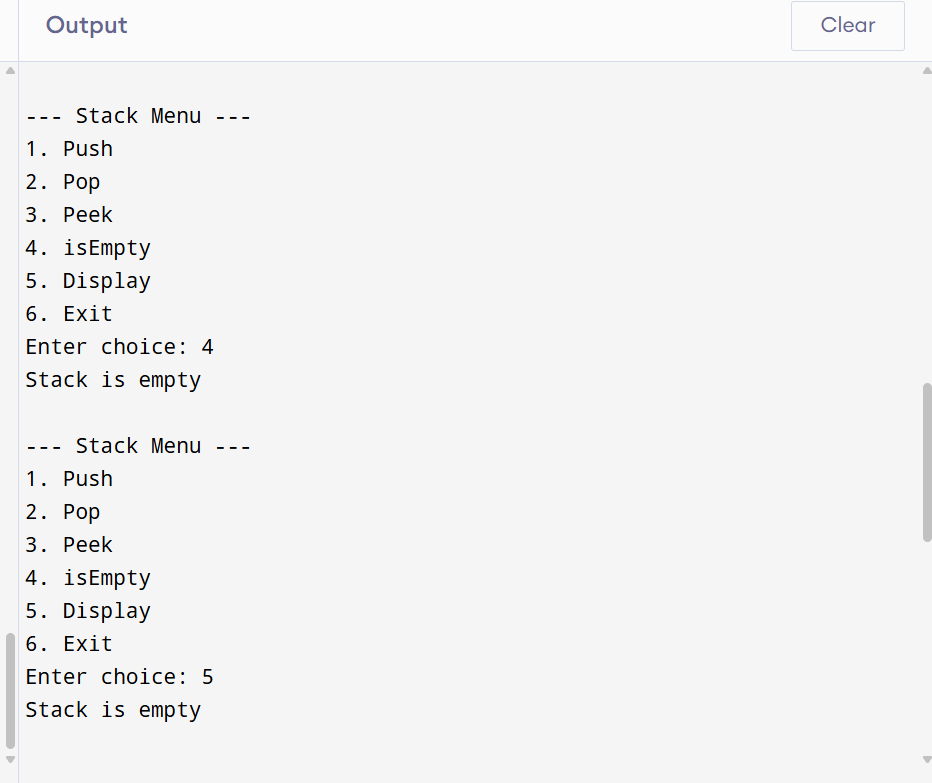 Output
Clear
--- Stack Menu ---
1. Push
2. Pop
3. Peek
4. isEmpty
5. Display
6. Exit
Enter choice: 4
Stack is empty
--- Stack Menu ---
1. Push
2. Pop
3. Peek
4. isEmpty
5. Display
6. Exit
Enter choice: 5
Stack is empty